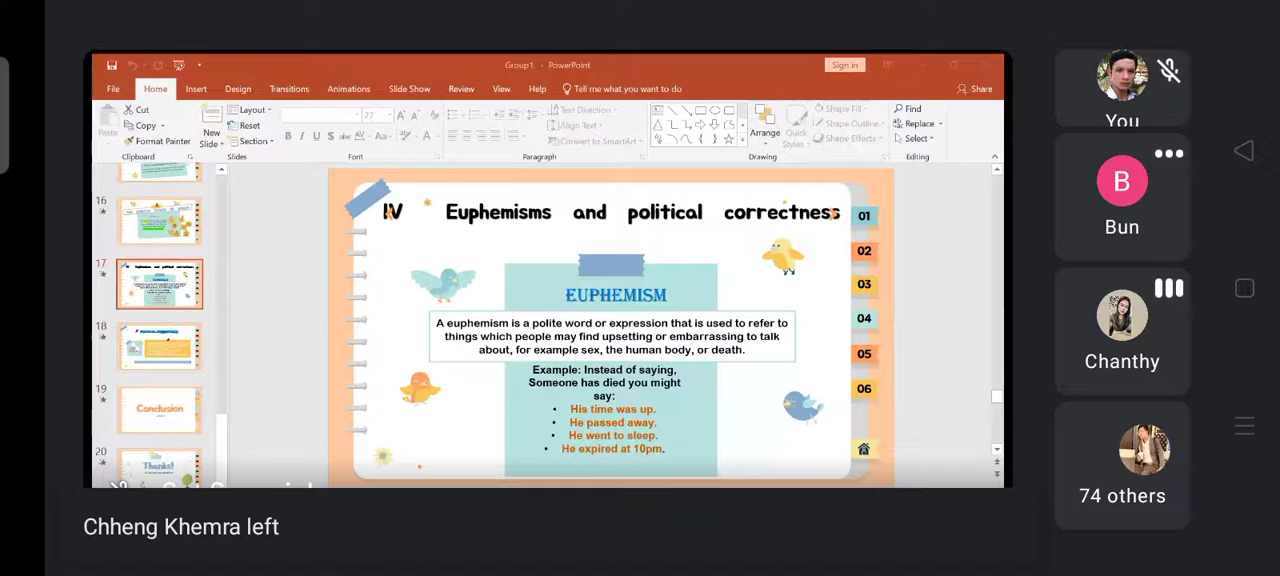 Group1. - PowerPoint
Sign in
File Home Insert Design Transitions Animations Slide Show Review View Help Tell me what you want to do
Share
Paste
Cut
Copy
Format Painter
Clipboard
New
Slide
Layout
Reset
Section
Slides
27
B I U S abc AV Aa A
Font
Text Direction
Align Text
Convert to SmartArt
Paragraph
Arrange
Quick
Styles
Shape Fill
Shape Outline
Shape Effects
Drawing
Find
Replace
Select
Editing
16
17
18
19
Conclusion
20
Thanks!
IV Euphemisms and political correctness
EUPHEMISM
A euphemism is a polite word or expression that is used to refer to
things which people may find upsetting or embarrassing to talk
about, for example sex, the human body, or death.
Example: Instead of saying,
Someone has died you might
say:
• His time was up.
• He passed away.
• He went to sleep.
• He expired at 10pm.
01
02
03
04
05
06
You
B
Bun
Chanthy
74 others
Chheng Khemra left